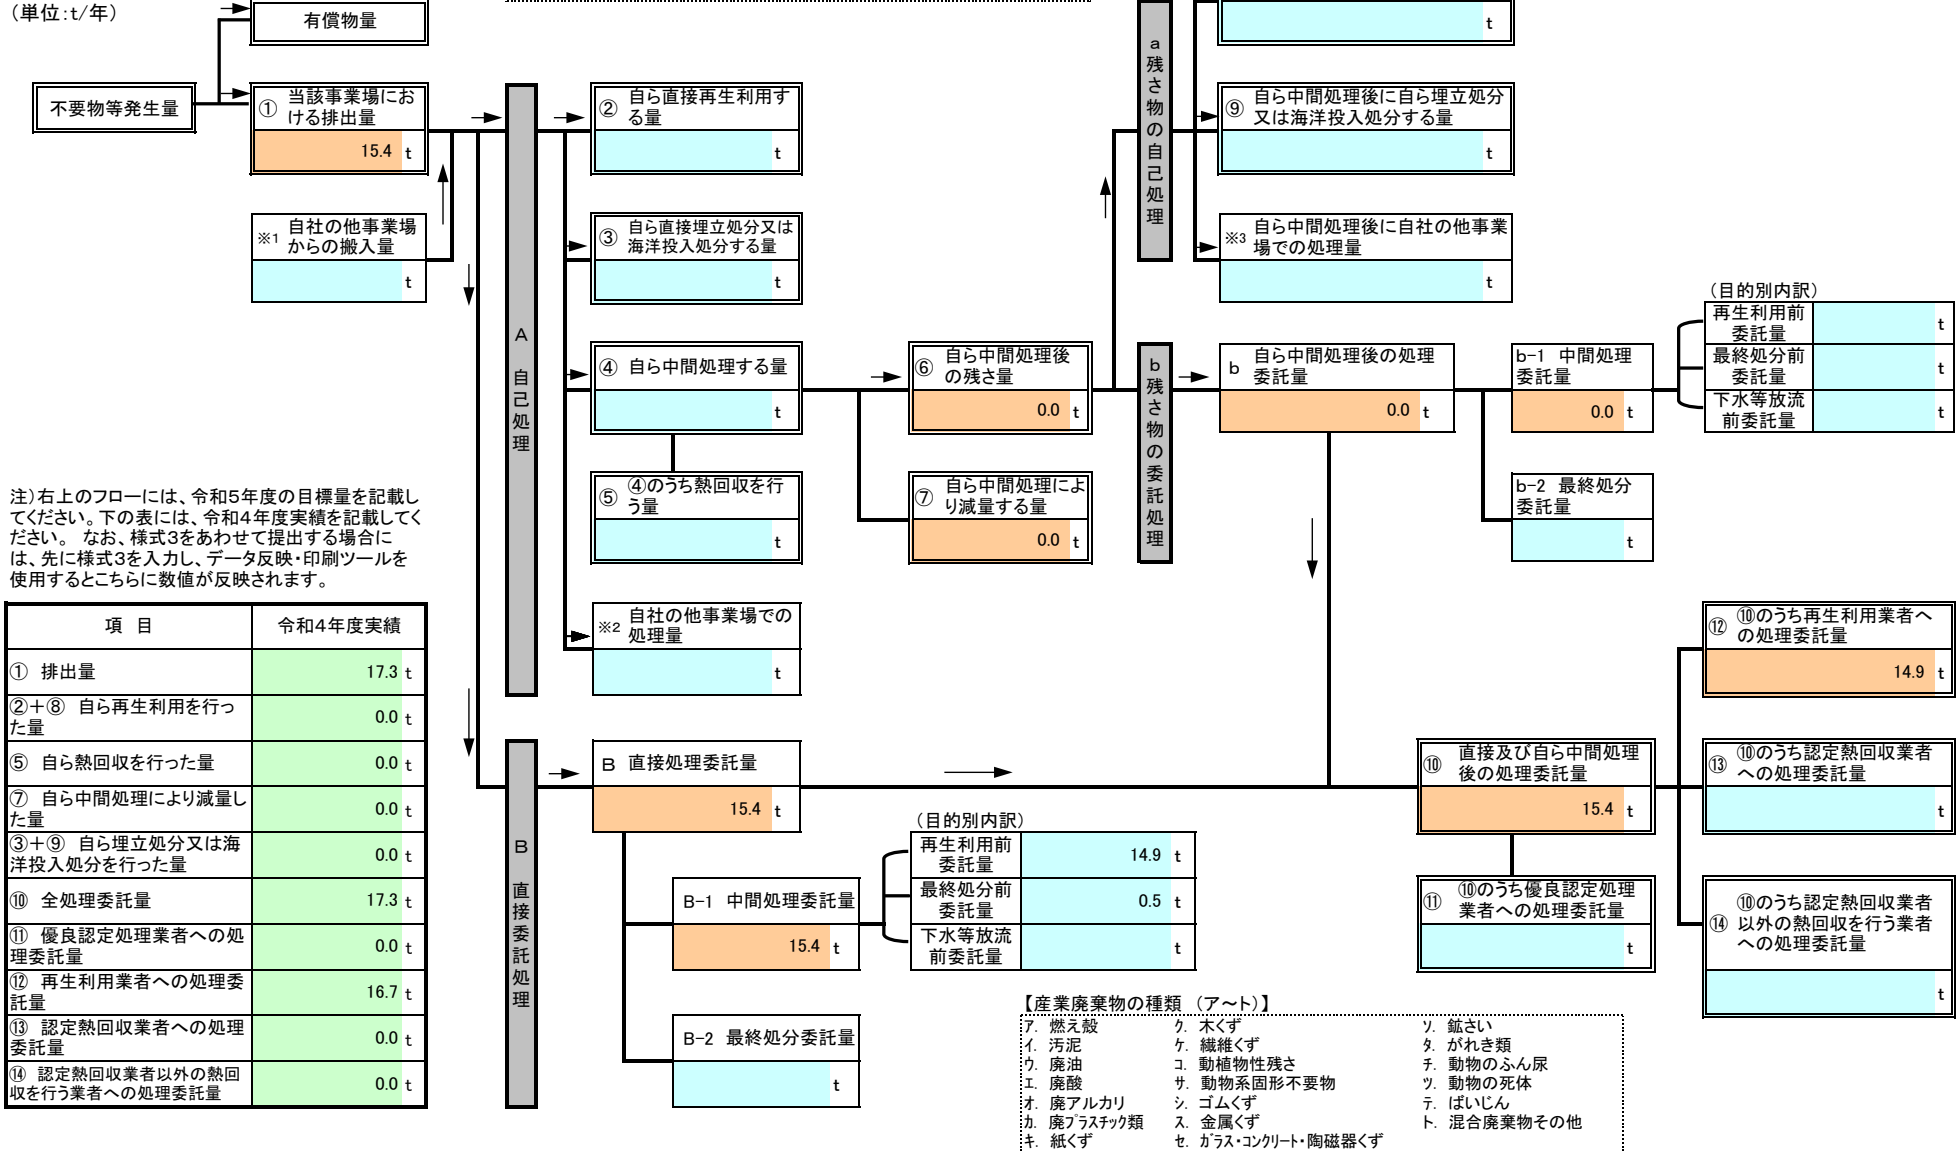 （単位:t/年）
有償物量
t
不要物等発生量
① 当該事業場にお
ける排出量
15.4 t
※1 自社の他事業場
からの搬入量
t
A 自己処理
② 自ら直接再生利用す
る量
t
③ 自ら直接埋立処分又は
海洋投入処分する量
t
④ 自ら中間処理する量
t
⑤ ④のうち熱回収を行
う量
t
※2 自社の他事業場での
処理量
t
⑥ 自ら中間処理後
の残さ量
0.0 t
⑦ 自ら中間処理によ
り減量する量
0.0 t
a残さ物の自己処理
⑨ 自ら中間処理後に自ら埋立処分
又は海洋投入処分する量
t
※3 自ら中間処理後に自社の他事業
場での処理量
t
b残さ物の委託処理
b 自ら中間処理後の処理
委託量
0.0 t
b-1 中間処理
委託量
0.0 t
b-2 最終処分
委託量
t
（目的別内訳）
再生利用前
委託量
t
最終処分前
委託量
t
下水等放流
前委託量
t
注）右上のフローには、令和5年度の目標量を記載し
てください。下の表には、令和4年度実績を記載してく
ださい。 なお、様式3をあわせて提出する場合に
は、先に様式3を入力し、データ反映・印刷ツールを
使用するとこちらに数値が反映されます。
項 目 令和4年度実績
① 排出量 17.3 t
②＋⑧ 自ら再生利用を行っ
た量 0.0 t
⑤ 自ら熱回収を行った量 0.0 t
⑦ 自ら中間処理により減量し
た量 0.0 t
③＋⑨ 自ら埋立処分又は海
洋投入処分を行った量 0.0 t
⑩ 全処理委託量 17.3 t
⑪ 優良認定処理業者への処
理委託量 0.0 t
⑫ 再生利用業者への処理委
託量 16.7 t
⑬ 認定熱回収業者への処理
委託量 0.0 t
⑭ 認定熱回収業者以外の熱回
収を行う業者への処理委託量 0.0 t
B 直接委託処理
B 直接処理委託量
15.4 t
B-1 中間処理委託量
15.4 t
B-2 最終処分委託量
t
（目的別内訳）
再生利用前
委託量
14.9 t
最終処分前
委託量
0.5 t
下水等放流
前委託量
t
⑩ 直接及び自ら中間処理
後の処理委託量
15.4 t
⑪ ⑩のうち優良認定処理
業者への処理委託量
t
⑫ ⑩のうち再生利用業者へ
の処理委託量
14.9 t
⑬ ⑩のうち認定熱回収業者
への処理委託量
t
⑭ ⑩のうち認定熱回収業者
以外の熱回収を行う業者
への処理委託量
t
【産業廃棄物の種類 （ア～ト）】
ア. 燃え殻 ク. 木くず ソ. 鉱さい
イ. 汚泥 ケ. 繊維くず タ. がれき類
ウ. 廃油 コ. 動植物性残さ チ. 動物のふん尿
エ. 廃酸 サ. 動物系固形不要物 ツ. 動物の死体
オ. 廃アルカリ シ. ゴムくず テ. ばいじん
カ. 廃プラスチック類 ス. 金属くず ト. 混合廃棄物その他
キ. 紙くず セ. ガラス・コンクリート・陶磁器くず